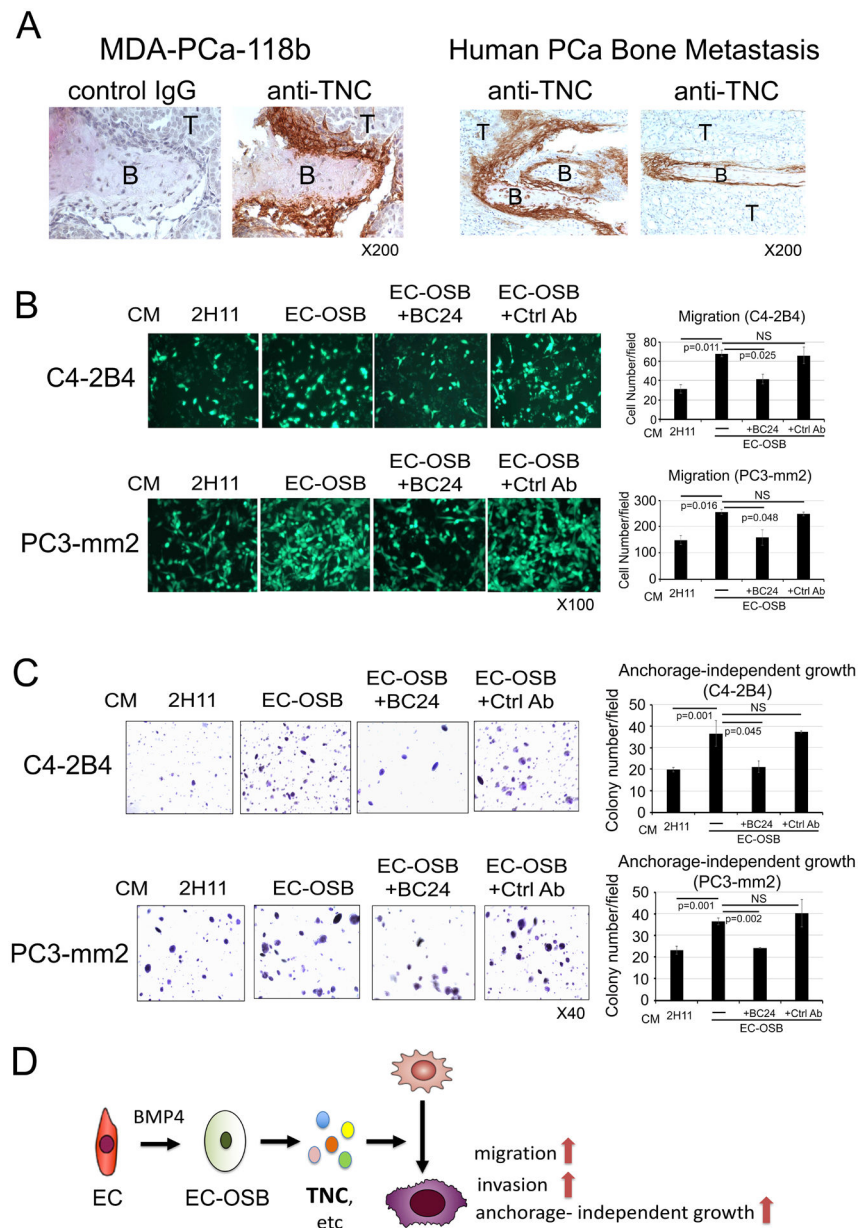 A
MDA-PCa-118b
Human PCa Bone Metastasis
control IgG
anti-TNC
anti-TNC
anti-TNC
T
B
T
B
T
B
B
T
B
T
X200
X200
B
CM
2H11
EC-OSB
EC-OSB
+BC24
EC-OSB
+Ctrl Ab
C4-2B4
Migration (C4-2B4)
Cell Number/field
80
60
40
20
0
NS
p=0.011
p=0.025
CM
2H11
—
+BC24
+Ctrl Ab
EC-OSB
CM
2H11
EC-OSB
EC-OSB
+BC24
EC-OSB
+Ctrl Ab
PC3-mm2
X100
Migration (PC3-mm2)
Cell Number/field
300
200
100
0
NS
p=0.016
p=0.048
CM
2H11
—
+BC24
+Ctrl Ab
EC-OSB
C
CM
2H11
EC-OSB
EC-OSB
+BC24
EC-OSB
+Ctrl Ab
C4-2B4
Anchorage-independent growth
(C4-2B4)
Colony number/field
50
40
30
20
10
0
NS
p=0.001
p=0.045
CM
2H11
—
+BC24
+Ctrl Ab
EC-OSB
CM
2H11
EC-OSB
EC-OSB
+BC24
EC-OSB
+Ctrl Ab
PC3-mm2
X40
Anchorage-independent growth
(PC3-mm2)
Colony number/field
50
40
30
20
10
0
NS
p=0.001
p=0.002
CM
2H11
—
+BC24
+Ctrl Ab
EC-OSB
D
BMP4
EC
EC-OSB
TNC,
etc
migration
invasion
anchorage- independent growth